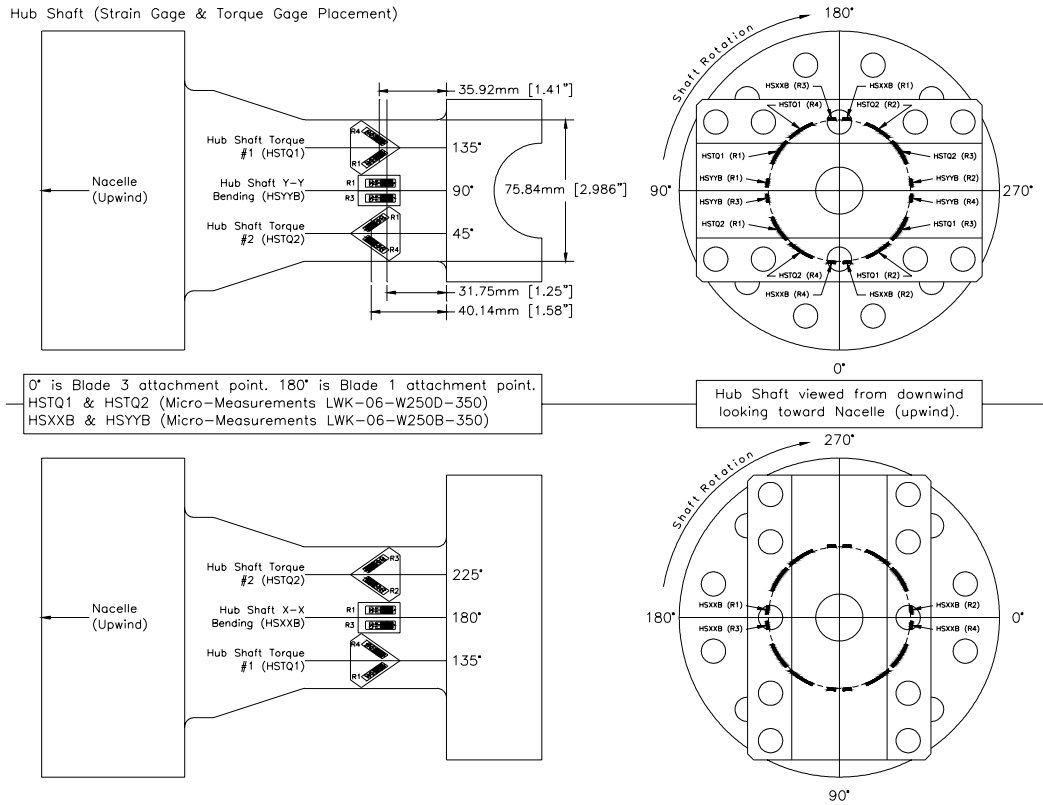 Hub Shaft (Strain Gage & Torque Gage Placement)
180°
Shaft Rotation
35.92mm [1.41"]
HSXXB (R3)
HSXXB (R1)
HSTQ1 (R4)
HSTQ2 (R2)
Hub Shaft Torque
#1 (HSTQ1)
R4
R1
135°
HSTQ1 (R1)
HSTQ2 (R3)
Nacelle
(Upwind)
Hub Shaft Y-Y
Bending (HSYYB)
R1
R3
90°
75.84mm [2.986"]
90°
HSYYB (R1)
HSYYB (R2)
270°
HSYYB (R3)
HSYYB (R4)
Hub Shaft Torque
#2 (HSTQ2)
R1
R4
45°
HSTQ2 (R1)
HSTQ1 (R3)
HSTQ2 (R4)
HSTQ1 (R2)
31.75mm [1.25"]
HSXXB (R4)
HSXXB (R2)
40.14mm [1.58"]
0°
0° is Blade 3 attachment point. 180° is Blade 1 attachment point.
HSTQ1 & HSTQ2 (Micro-Measurements LWK-06-W250D-350)
HSXXB & HSYYB (Micro-Measurements LWK-06-W250B-350)
Hub Shaft viewed from downwind
looking toward Nacelle (upwind).
270°
Shaft Rotation
Hub Shaft Torque
#2 (HSTQ2)
R3
R2
225°
Nacelle
(Upwind)
Hub Shaft X-X
Bending (HSXXB)
R1
R3
180°
180°
HSXXB (R1)
HSXXB (R2)
0°
HSXXB (R3)
HSXXB (R4)
Hub Shaft Torque
#1 (HSTQ1)
R4
R1
135°
90°